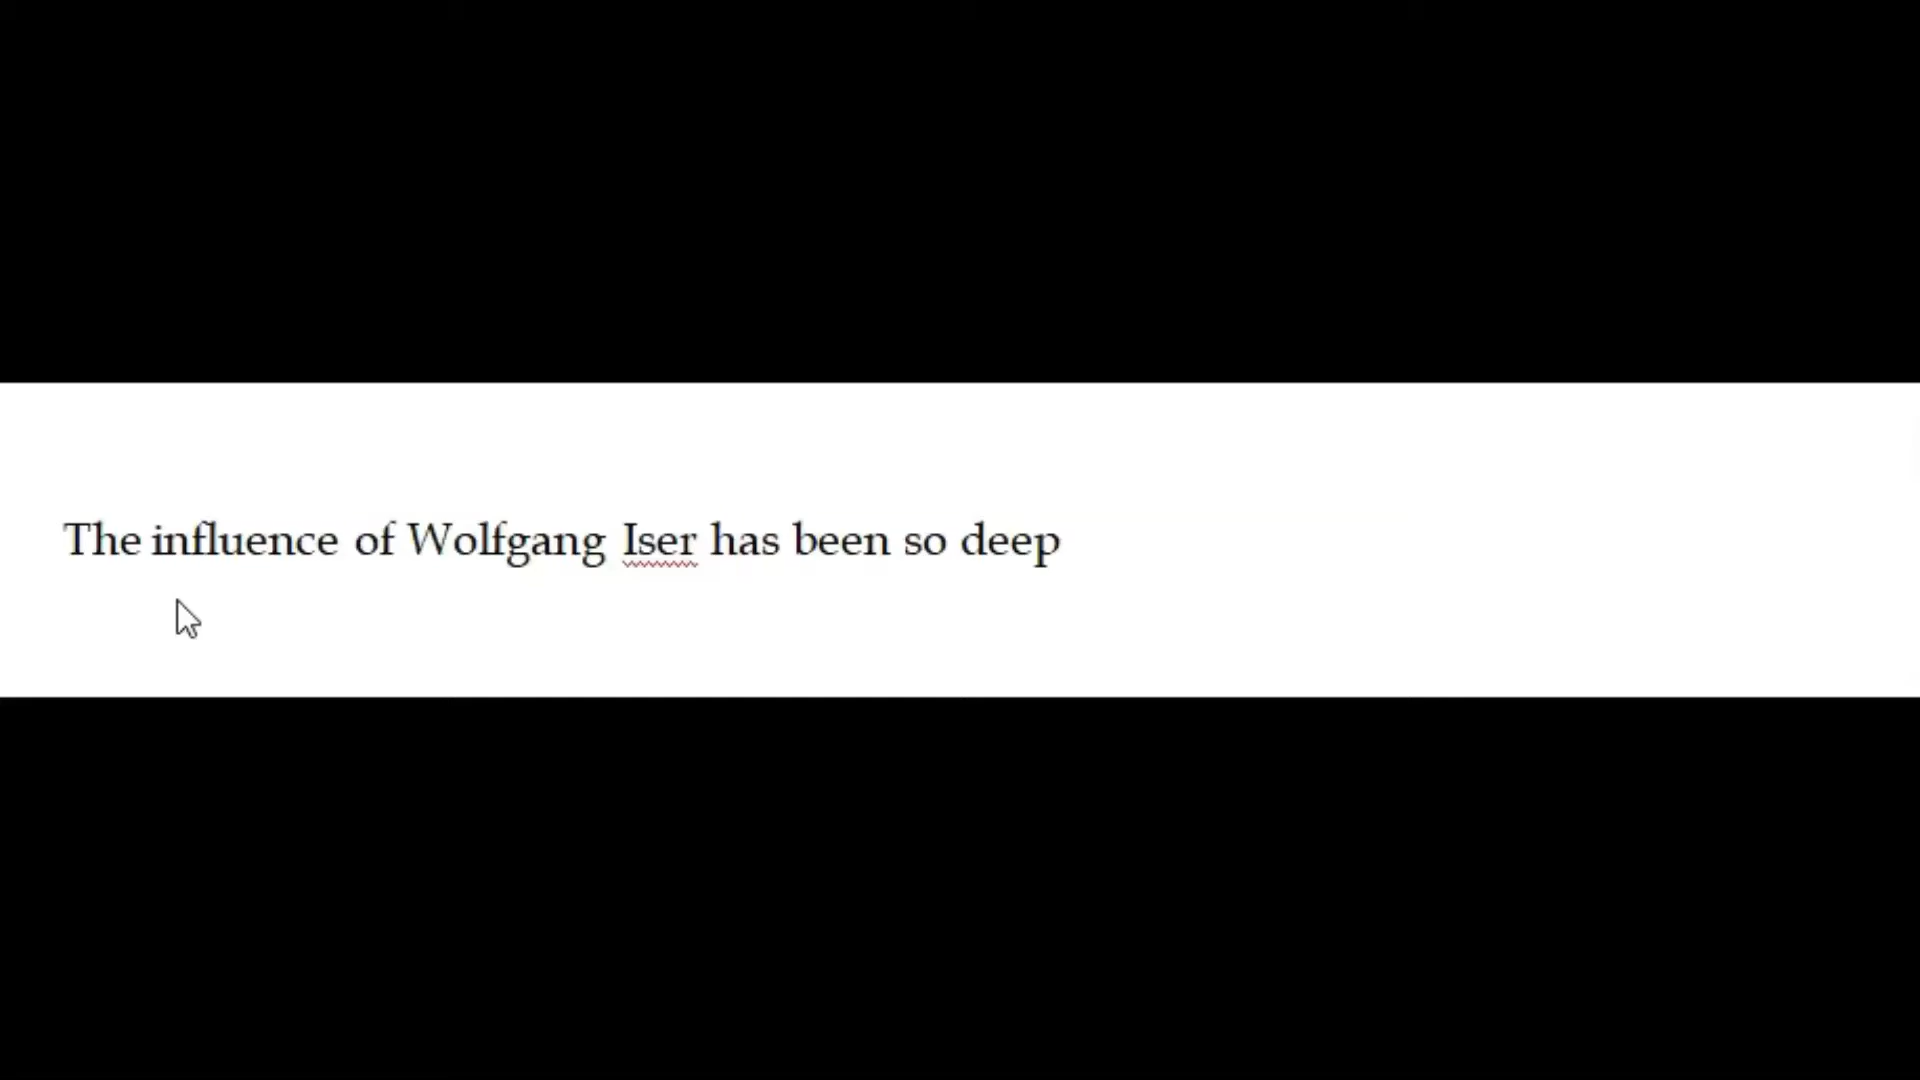 The influence of Wolfgang Iser has been so deep